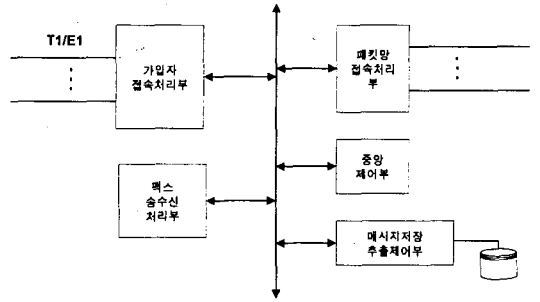 T1/E1
가입자
접속처리부
패킷망
접속처리
부
중앙
제어부
팩스
송수신
처리부
메시지저장
추출제어부